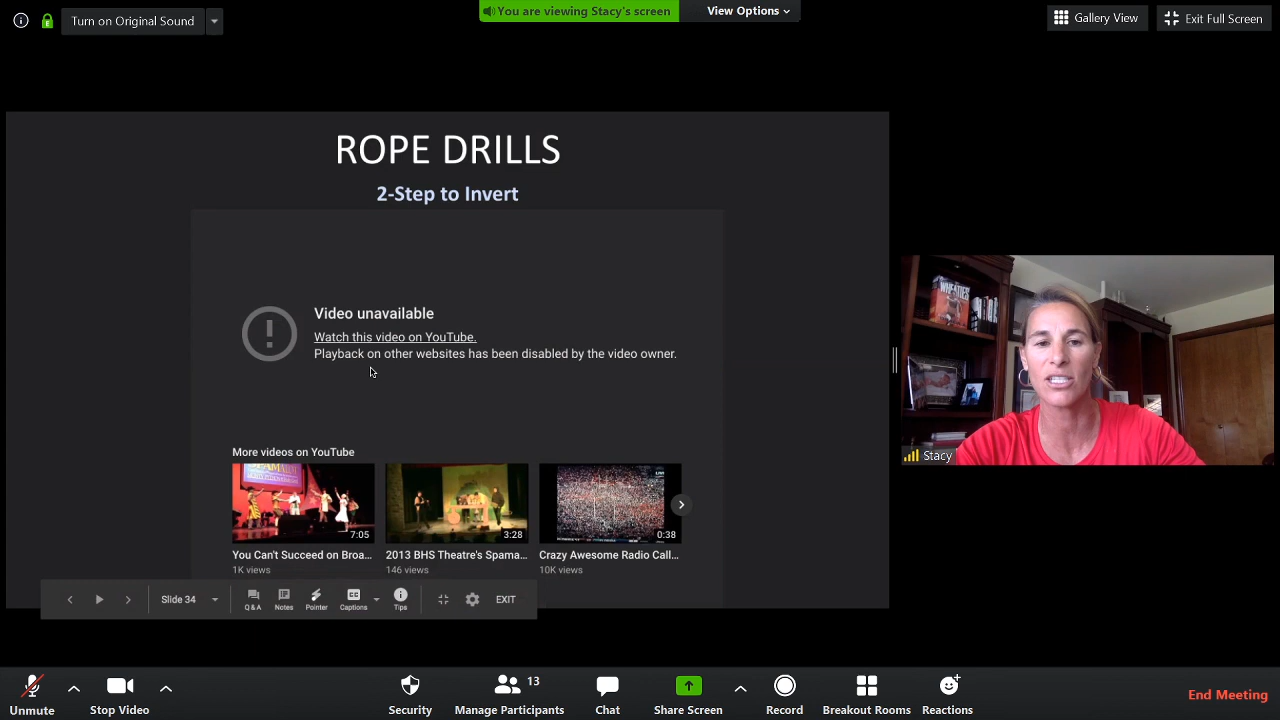 Turn on Original Sound
You are viewing Stacy's screen
View Options
Gallery View
Exit Full Screen
ROPE DRILLS
2-Step to Invert
Video unavailable
Watch this video on YouTube.
Playback on other websites has been disabled by the video owner.
More videos on YouTube
SPAMALOT
7:05
3:28
LIVE
0:38
You Can't Succeed on Broa...
2013 BHS Theatre's Spama...
Crazy Awesome Radio Call...
1K views
146 views
10K views
Slide 34
Q & A
Notes
Pointer
CC
Captions
Tips
EXIT
WHEATIES
Stacy
Unmute
Stop Video
Security
13
Manage Participants
Chat
Share Screen
Record
Breakout Rooms
Reactions
End Meeting